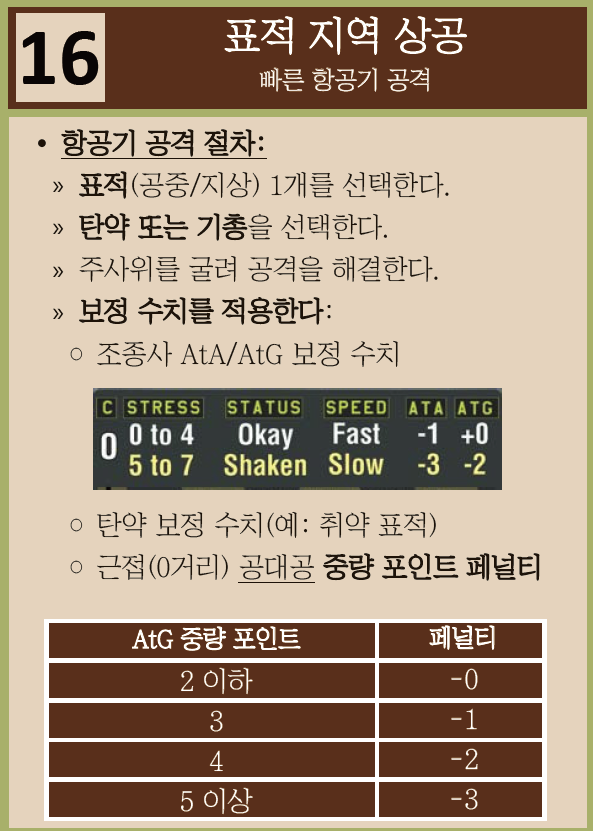 16
표적 지역 상공
빠른 항공기 공격
• 항공기 공격 절차:
» 표적(공중/지상) 1개를 선택한다.
» 탄약 또는 기총을 선택한다.
» 주사위를 굴려 공격을 해결한다.
» 보정 수치를 적용한다:
○ 조종사 AtA/AtG 보정 수치
C STRESS STATUS SPEED ATA ATG
0 0 to 4 Okay Fast -1 +0
5 to 7 Shaken Slow -3 -2
○ 탄약 보정 수치(예: 취약 표적)
○ 근접(0거리) 공대공 중량 포인트 페널티
AtG 중량 포인트 페널티
2 이하 -0
3 -1
4 -2
5 이상 -3